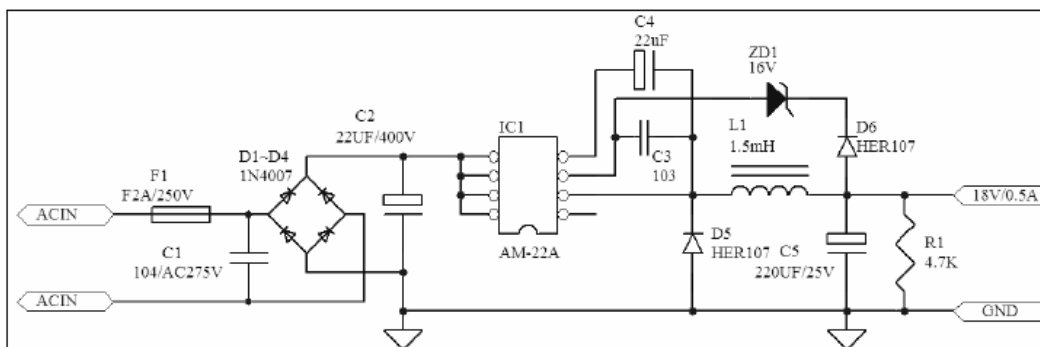 C4
22uF
ZD1
16V
C2
22UF/400V
IC1
L1
1.5mH
D6
HER107
D1~D4
1N4007
C3
103
F1
F2A/250V
ACIN
18V/0.5A
D5
HER107
C5
220UF/25V
R1
4.7K
C1
104/AC275V
AM-22A
ACIN
GND